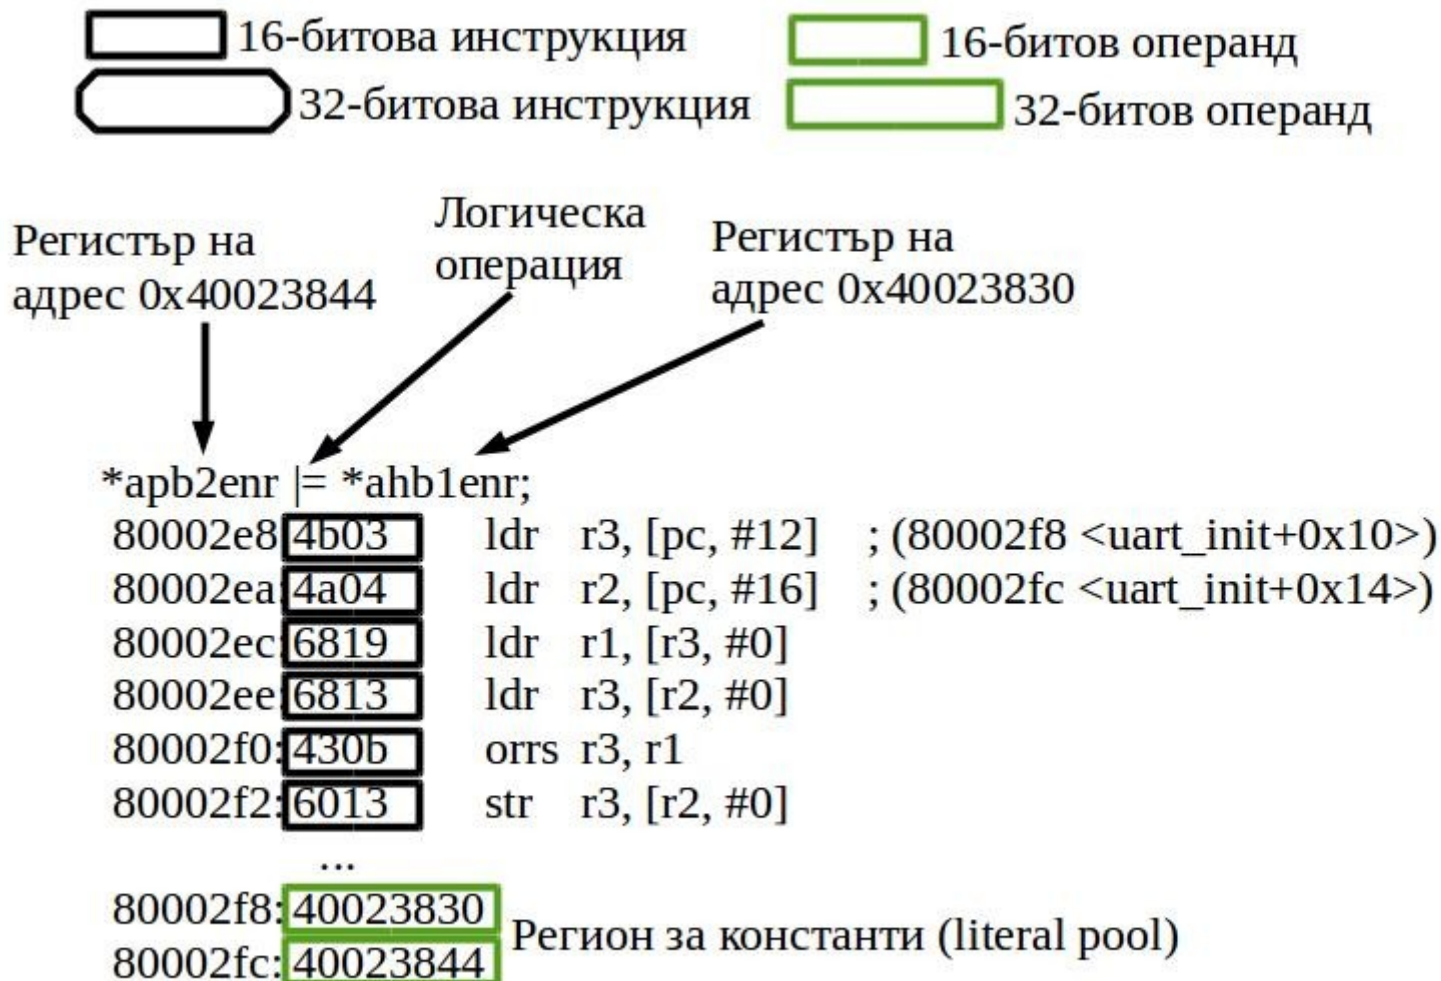 16-битова инструкция
16-битов операнд
32-битова инструкция
32-битов операнд
Регистър на
адрес 0x40023844
Логическа
операция
Регистър на
адрес 0x40023830
*apb2enr |= *ahb1enr;
80002e8: 4b03 ldr r3, [pc, #12] ; (80002f8 <uart_init+0x10>)
80002ea: 4a04 ldr r2, [pc, #16] ; (80002fc <uart_init+0x14>)
80002ec: 6819 ldr r1, [r3, #0]
80002ee: 6813 ldr r3, [r2, #0]
80002f0: 430b orrs r3, r1
80002f2: 6013 str r3, [r2, #0]
...
80002f8: 40023830
Регион за константи (literal pool)
80002fc: 40023844